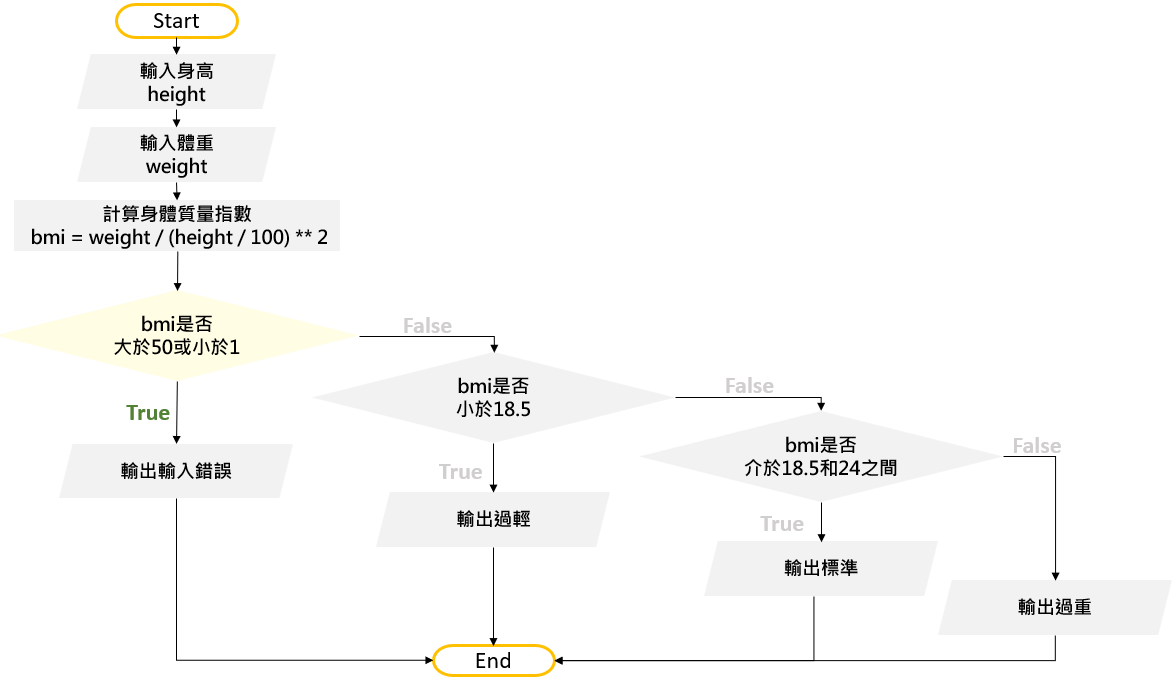 Start
輸入身高
height
輸入體重
weight
計算身體質量指數
bmi = weight / (height / 100) ** 2
bmi是否
大於50或小於1
False
True
輸出輸入錯誤
bmi是否
小於18.5
False
True
輸出過輕
bmi是否
介於18.5和24之間
False
True
輸出標準
輸出過重
End